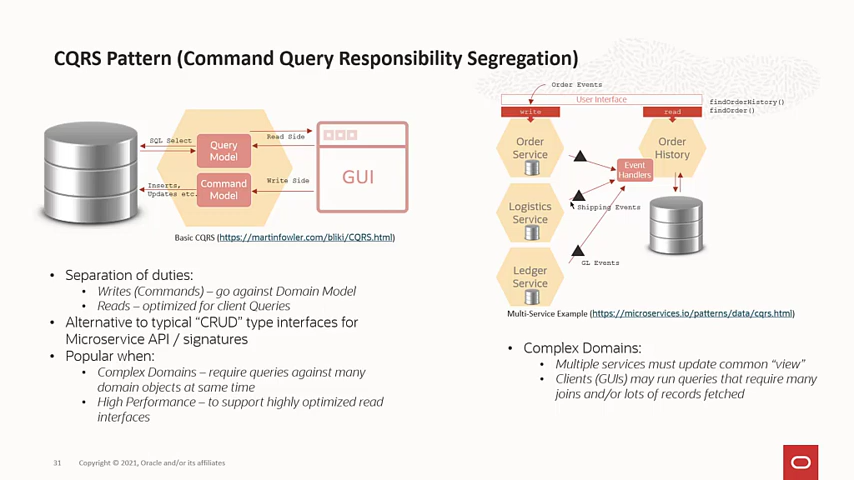 CQRS Pattern (Command Query Responsibility Segregation)
SQL Select
Query
Model
Read Side
Inserts,
Updates etc.
Command
Model
Write Side
GUI
Basic CQRS (https://martinfowler.com/bliki/CQRS.html)
• Separation of duties:
• Writes (Commands) – go against Domain Model
• Reads – optimized for client Queries
• Alternative to typical “CRUD” type interfaces for
Microservice API / signatures
• Popular when:
• Complex Domains – require queries against many
domain objects at same time
• High Performance – to support highly optimized read
interfaces
Order Events
User Interface
write
read
findOrderHistory()
findOrder()
Order
Service
Order
History
Event
Handlers
Logistics
Service
Shipping Events
Ledger
Service
GL Events
Multi-Service Example (https://microservices.io/patterns/data/cqrs.html)
• Complex Domains:
• Multiple services must update common “view”
• Clients (GUIs) may run queries that require many
joins and/or lots of records fetched
31 Copyright © 2021, Oracle and/or its affiliates